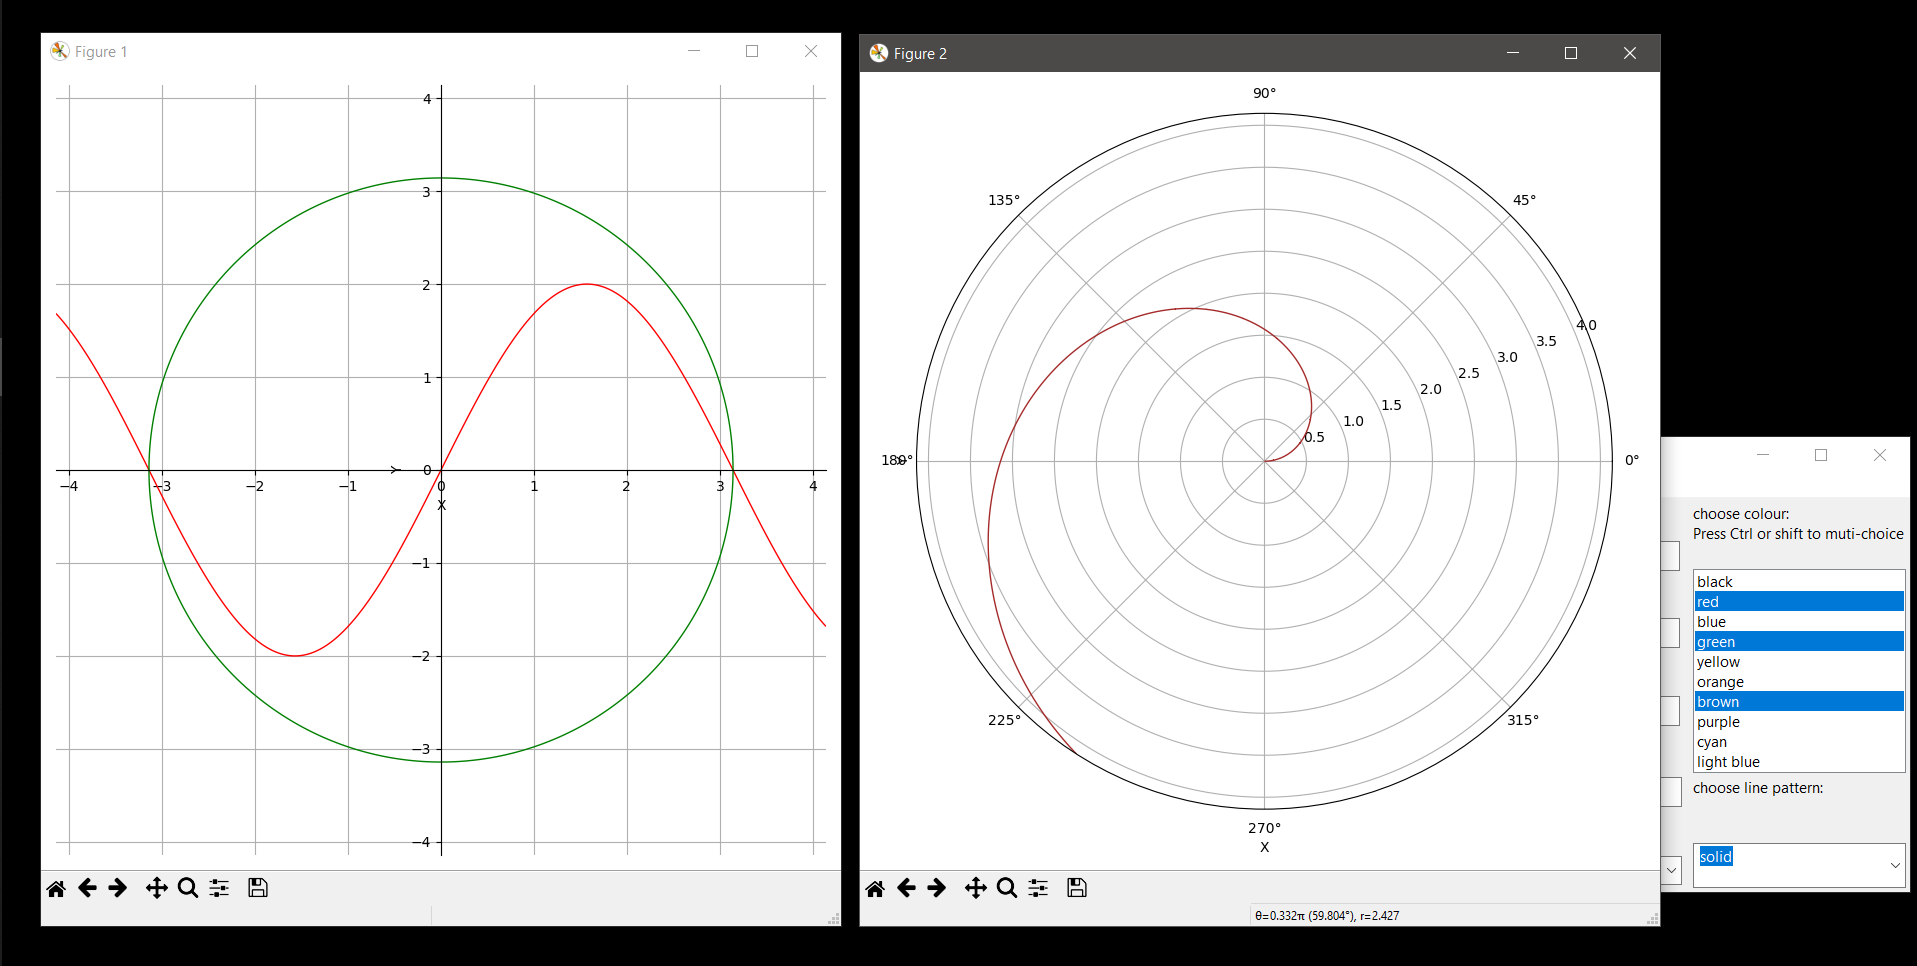 Figure 1
4
3
2
1
0
−1
−2
−3
−4
−4
−3
−2
−1
0
1
2
3
4
X
Y
Figure 2
90°
135°
45°
180°
0°
225°
315°
270°
X
0.5
1.0
1.5
2.0
2.5
3.0
3.5
4.0
θ=0.332π (59.804°), r=2.427
choose colour:
Press Ctrl or shift to muti-choice
black
red
blue
green
yellow
orange
brown
purple
cyan
light blue
choose line pattern:
solid